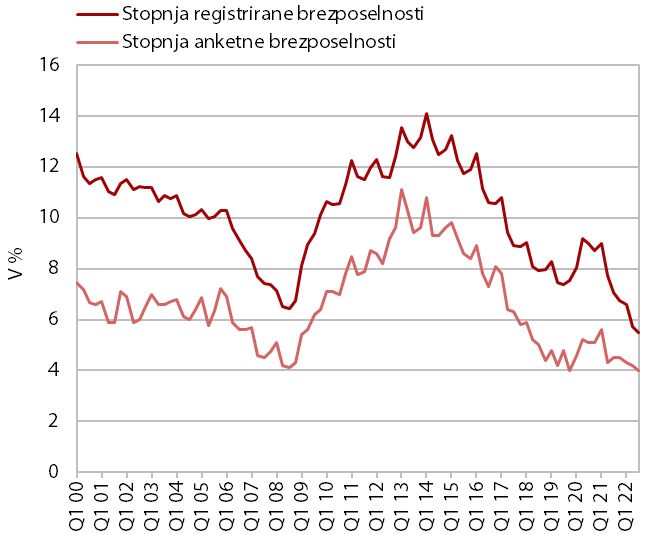 Stopnja registrirane brezposelnosti
Stopnja anketne brezposelnosti
16
14
12
10
8
6
4
2
0
V %
Q1 00
Q1 01
Q1 02
Q1 03
Q1 04
Q1 05
Q1 06
Q1 07
Q1 08
Q1 09
Q1 10
Q1 11
Q1 12
Q1 13
Q1 14
Q1 15
Q1 16
Q1 17
Q1 18
Q1 19
Q1 20
Q1 21
Q1 22